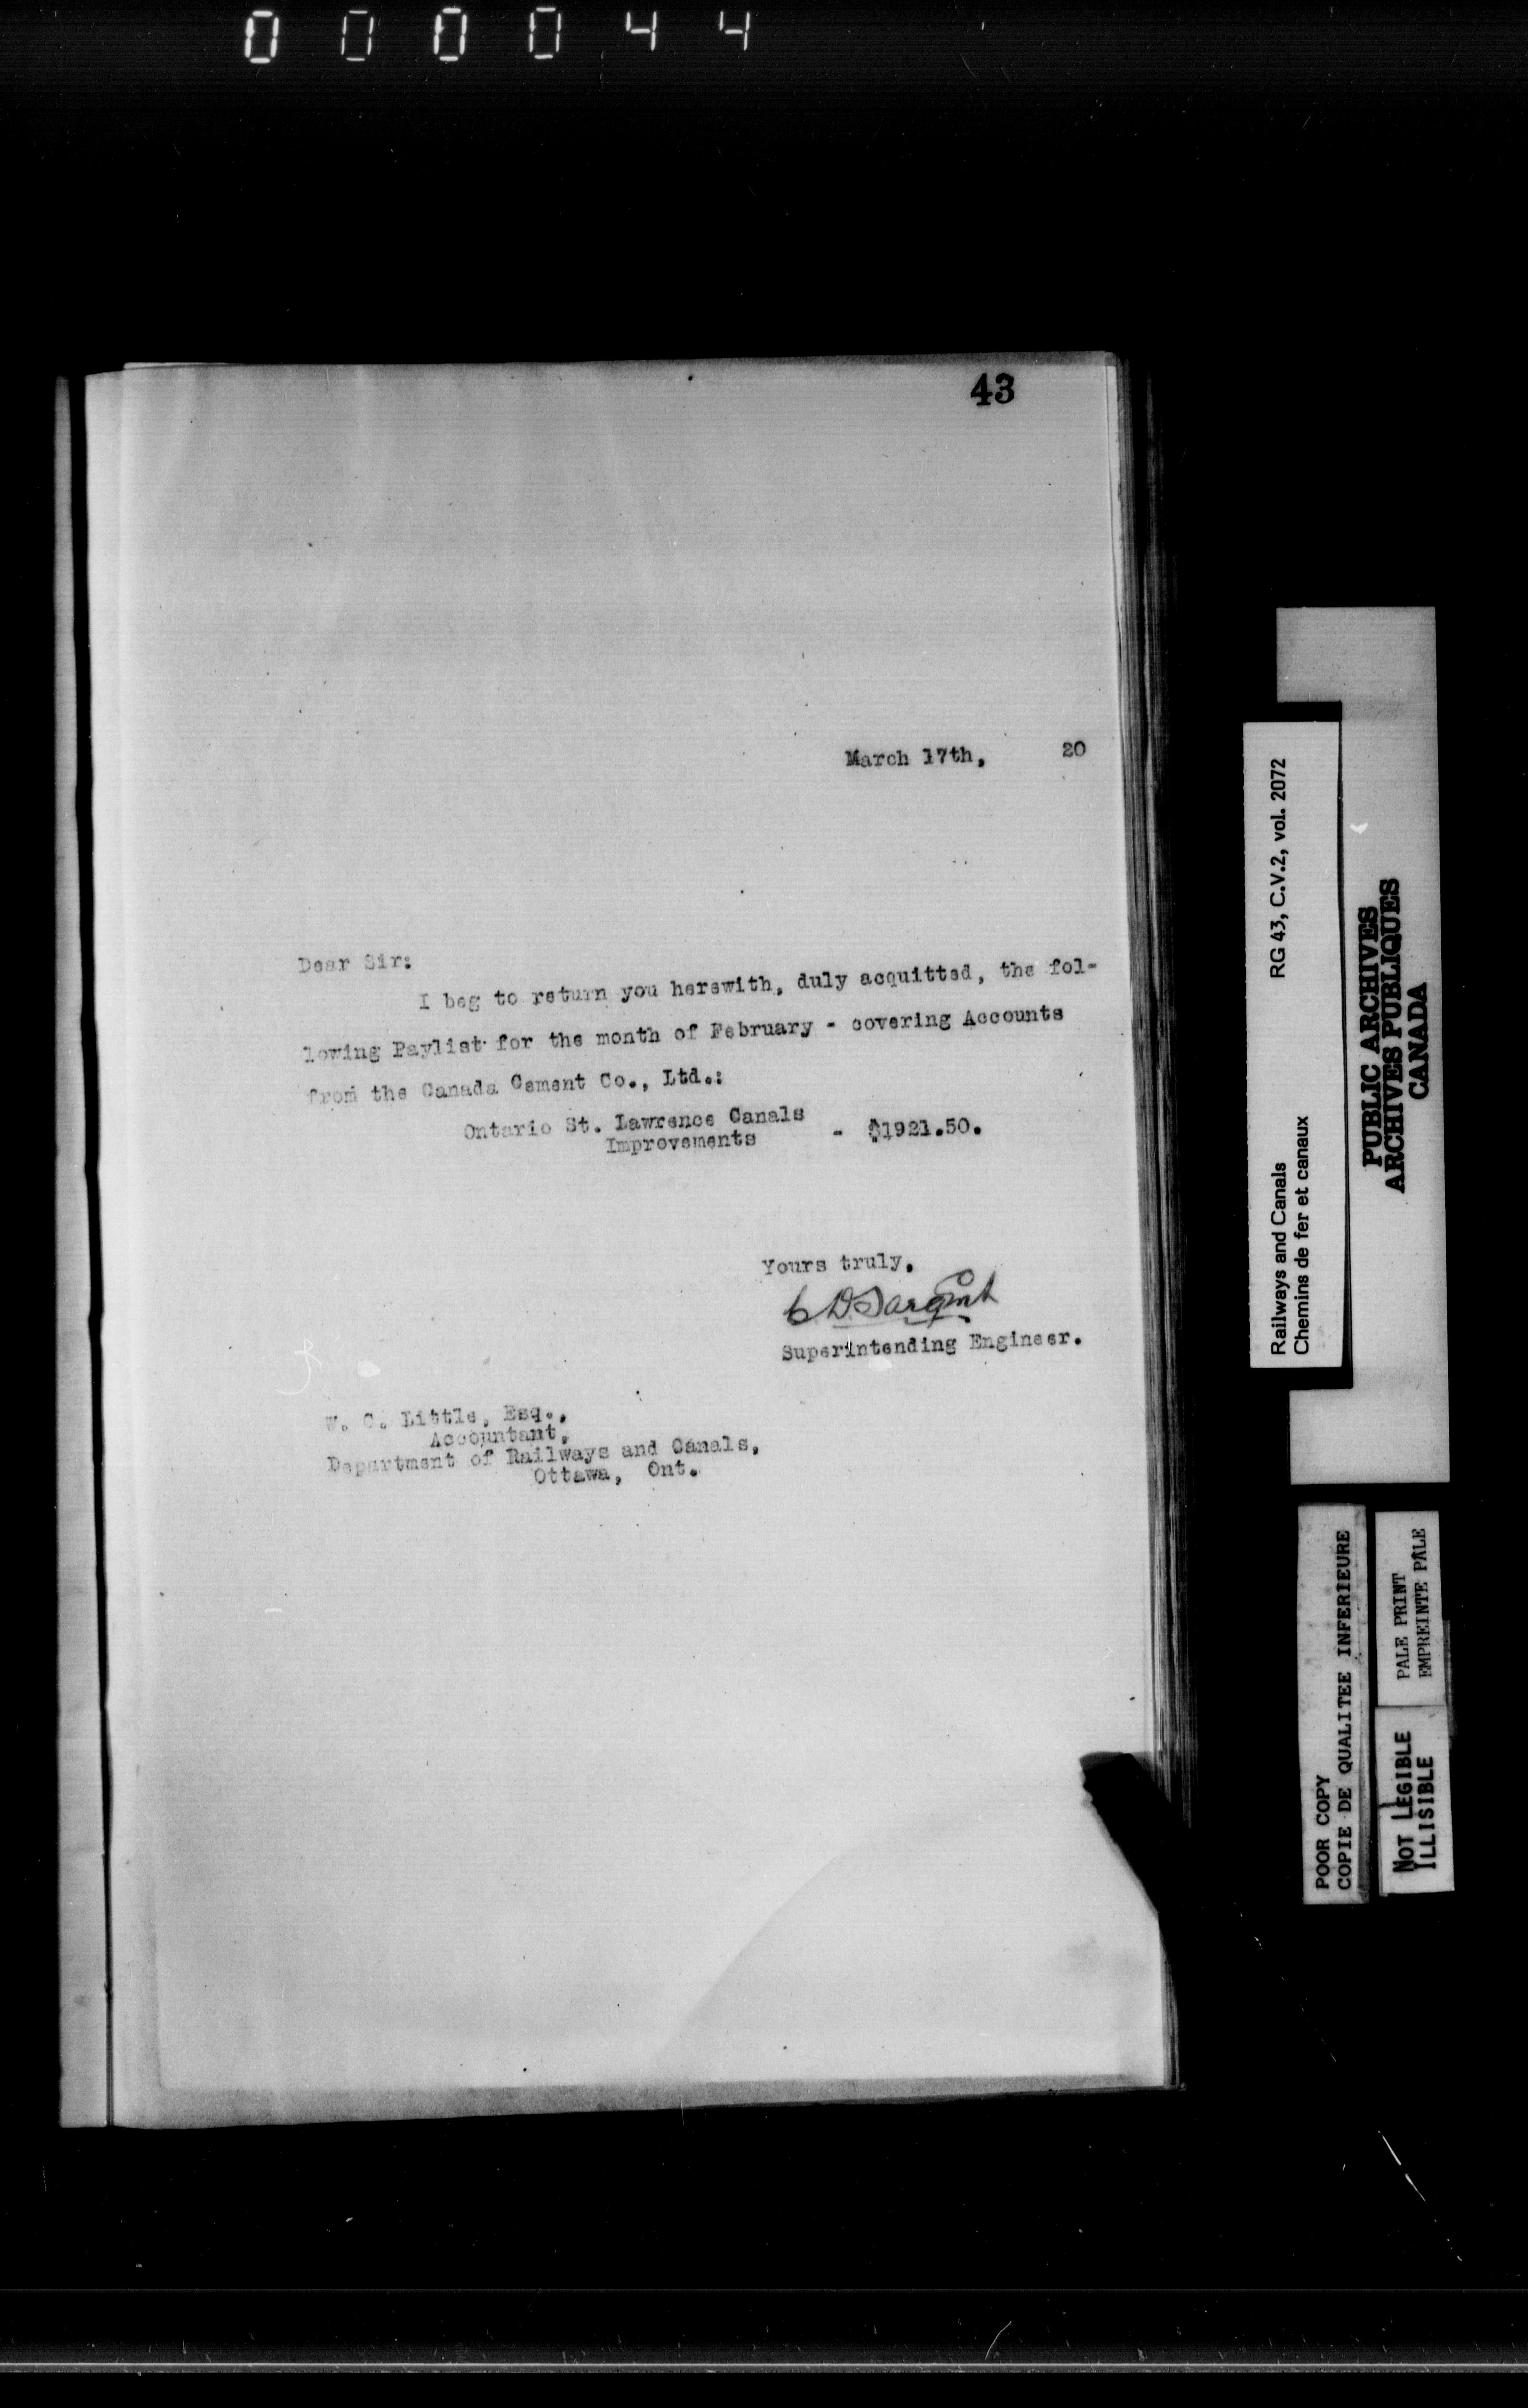 000044
43
March 17th, 20
Dear Sir:
I beg to return you herewith, duly acquitted, the fol-
lowing Paylist for the month of February - covering Accounts
from the Canada Cement Co., Ltd.:
Ontario St. Lawrence Canals
Improvements - $1921.50.
Yours truly,
C D Sargent
Superintending Engineer.
W. C. Little, Esq.,
Accountant,
Department of Railways and Canals,
Ottawa, Ont.
Railways and Canals RG 43, C.V.2, vol. 2072
Chemins de fer et canaux
PUBLIC ARCHIVES
ARCHIVES PUBLIQUES
CANADA
POOR COPY
COPIE DE QUALITEE INFERIEURE
PALE PRINT
EMPREINTE PÂLE
NOT LEGIBLE
ILLISIBLE